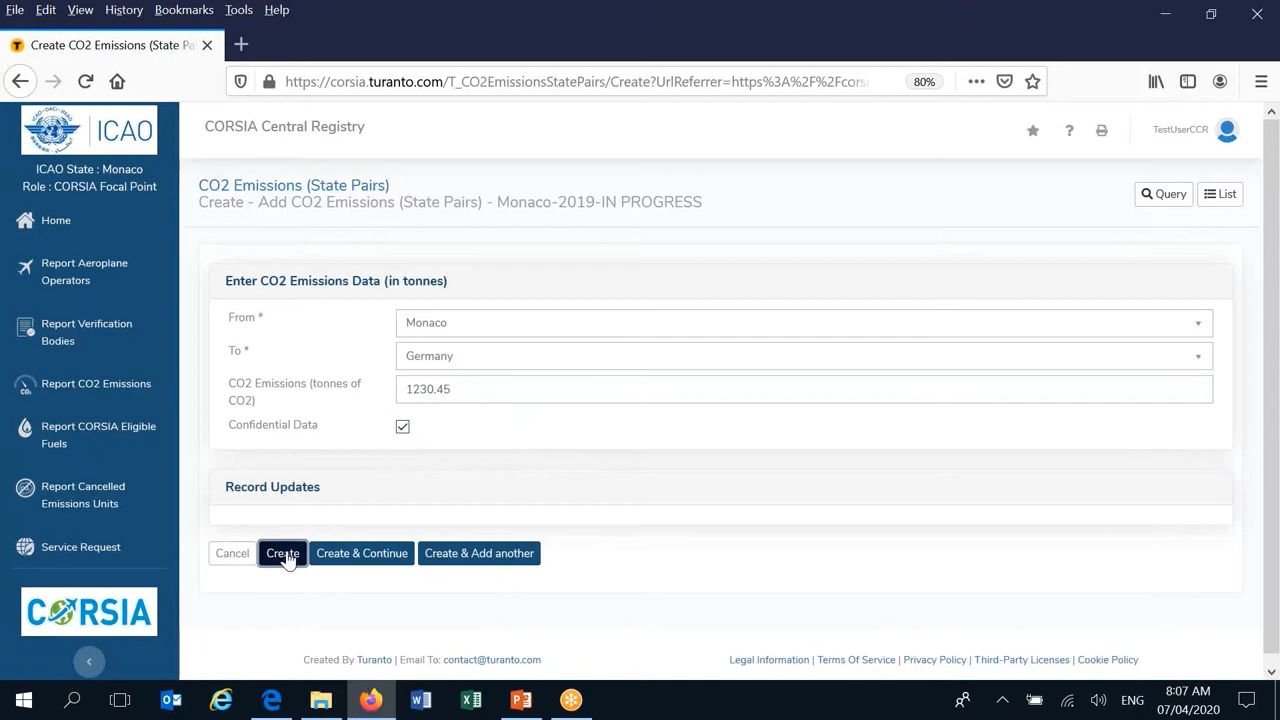 File Edit View History Bookmarks Tools Help
Create CO2 Emissions (State Pa
https://corsia.turanto.com/T_CO2EmissionsStatePairs/Create?UrlReferrer=https%3A%2F%2Fcors
80%
ICAO
ICAO State : Monaco
Role : CORSIA Focal Point
Home
Report Aeroplane
Operators
Report Verification
Bodies
CO2
Report CO2 Emissions
Report CORSIA Eligible
Fuels
Report Cancelled
Emissions Units
Service Request
CORSIA
CORSIA Central Registry
TestUserCCR
CO2 Emissions (State Pairs)
Create - Add CO2 Emissions (State Pairs) - Monaco-2019-IN PROGRESS
Query
List
Enter CO2 Emissions Data (in tonnes)
From * Monaco
To * Germany
CO2 Emissions (tonnes of
CO2)
1230.45
Confidential Data
Record Updates
Cancel Create Create & Continue Create & Add another
Created By Turanto | Email To: contact@turanto.com
Legal Information | Terms Of Service | Privacy Policy | Third-Party Licenses | Cookie Policy
ENG
8:07 AM
07/04/2020